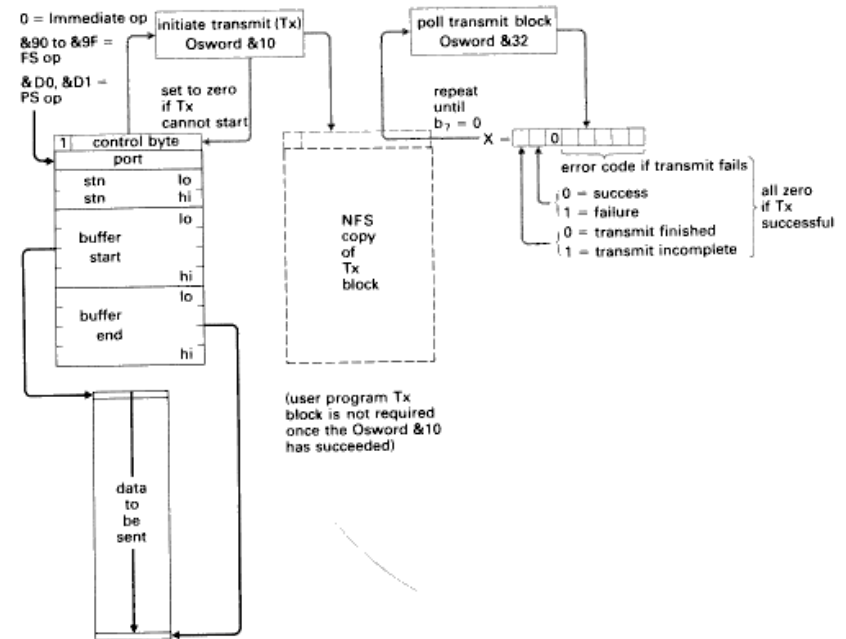 0 = Immediate op
&90 to &9F =
FS op
&D0, &D1 =
PS op
initiate transmit (Tx)
Osword &10
set to zero
if Tx
cannot start
1 control byte
port
stn lo
stn hi
lo
buffer
start
hi
lo
buffer
end
hi
data
to
be
sent
NFS
copy
of
Tx
block
(user program Tx
block is not required
once the Osword &10
has succeeded)
poll transmit block
Osword &32
repeat
until
b₇ = 0
X = 0
error code if transmit fails
0 = success
1 = failure
0 = transmit finished
1 = transmit incomplete
all zero
if Tx
successful